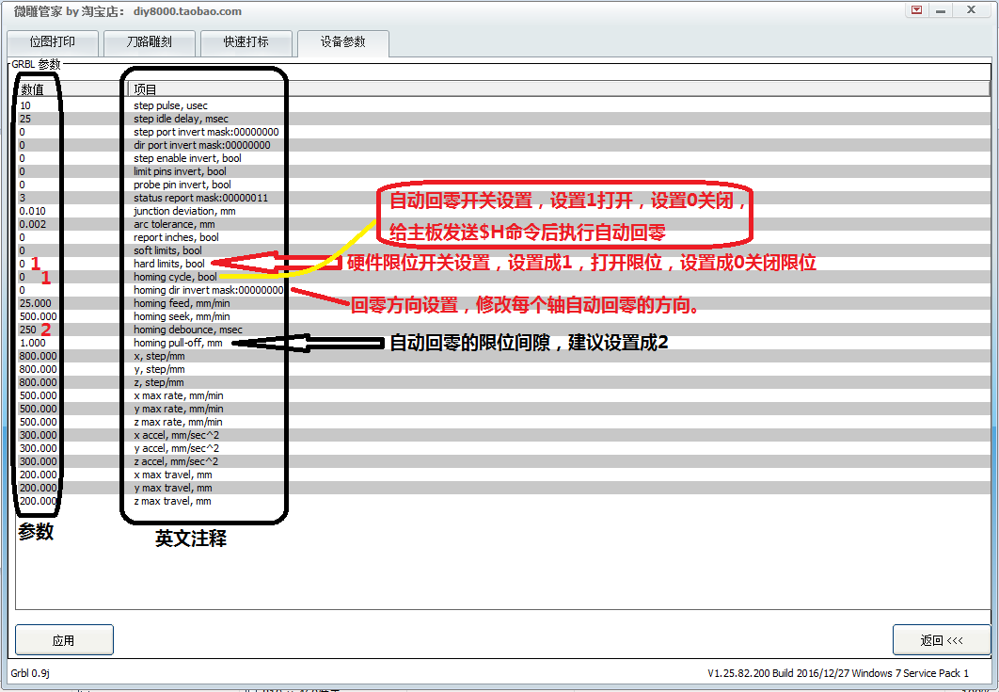 微雕管家 by 淘宝店： diy8000.taobao.com
位图打印 刀路雕刻 快速打标 设备参数
GRBL 参数
数值 项目
10 step pulse, usec
25 step idle delay, msec
0 step port invert mask:00000000
0 dir port invert mask:00000000
0 step enable invert, bool
0 limit pins invert, bool
0 probe pin invert, bool
3 status report mask:00000011
0.010 junction deviation, mm
0.002 arc tolerance, mm
0 report inches, bool
0 soft limits, bool
0 1 hard limits, bool
0 1 homing cycle, bool
0 homing dir invert mask:00000000
25.000 homing feed, mm/min
500.000 homing seek, mm/min
250 2 homing debounce, msec
1.000 homing pull-off, mm
800.000 x, step/mm
800.000 y, step/mm
800.000 z, step/mm
500.000 x max rate, mm/min
500.000 y max rate, mm/min
500.000 z max rate, mm/min
300.000 x accel, mm/sec^2
300.000 y accel, mm/sec^2
300.000 z accel, mm/sec^2
200.000 x max travel, mm
200.000 y max travel, mm
200.000 z max travel, mm
自动回零开关设置，设置1打开，设置0关闭，
给主板发送$H命令后执行自动回零
硬件限位开关设置，设置成1，打开限位，设置成0关闭限位
回零方向设置，修改每个轴自动回零的方向。
自动回零的限位间隙，建议设置成2
参数
英文注释
应用 返回 <<<
Grbl 0.9j V1.25.82.200 Build 2016/12/27 Windows 7 Service Pack 1